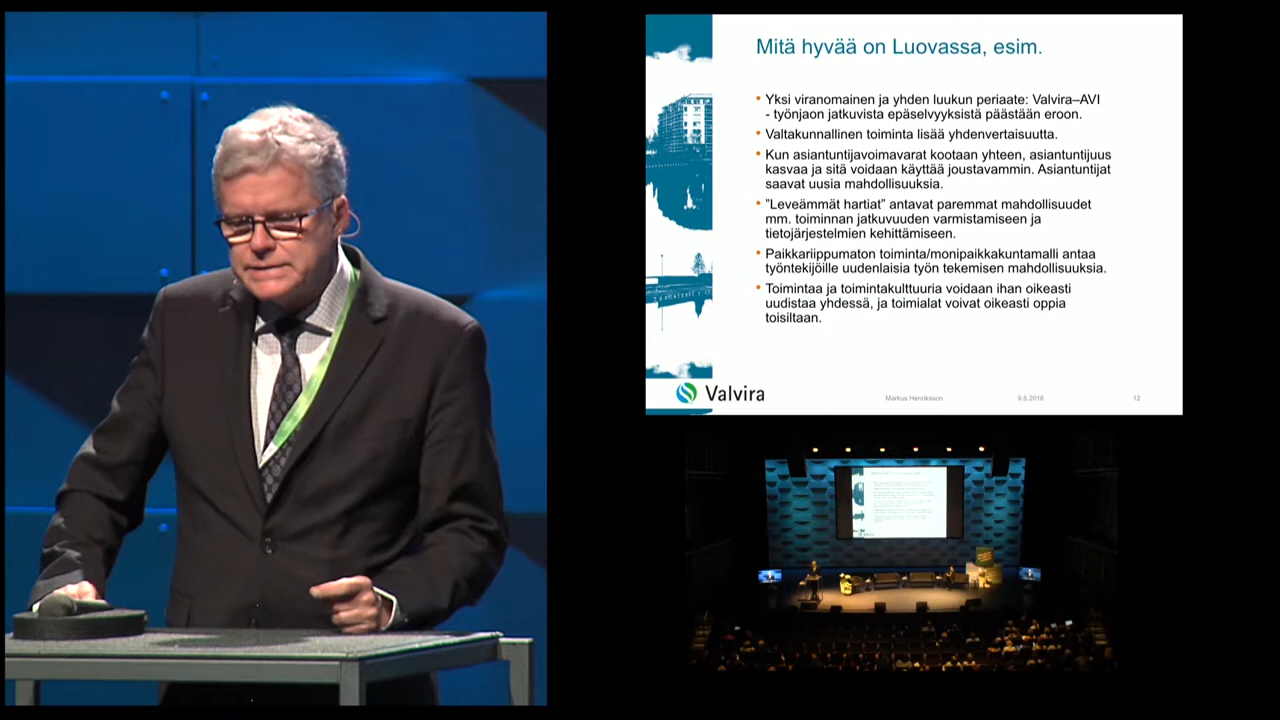 Mitä hyvää on Luovassa, esim.
• Yksi viranomainen ja yhden luukun periaate: Valvira–AVI
- työnjaon jatkuvista epäselvyyksistä päästään eroon.
• Valtakunnallinen toiminta lisää yhdenvertaisuutta.
• Kun asiantuntijavoimavarat kootaan yhteen, asiantuntijuus
kasvaa ja sitä voidaan käyttää joustavammin. Asiantuntijat
saavat uusia mahdollisuuksia.
• ”Leveämmät hartiat” antavat paremmat mahdollisuudet
mm. toiminnan jatkuvuuden varmistamiseen ja
tietojärjestelmien kehittämiseen.
• Paikkariippumaton toiminta/monipaikkakuntamalli antaa
työntekijöille uudenlaisia työn tekemisen mahdollisuuksia.
• Toimintaa ja toimintakulttuuria voidaan ihan oikeasti
uudistaa yhdessä, ja toimialat voivat oikeasti oppia
toisiltaan.
Valvira
Markus Henriksson 9.5.2018 12